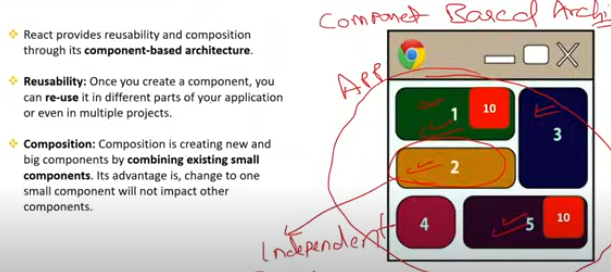 Componet Based Archi
React provides reusability and composition
through its component-based architecture.
Reusability: Once you create a component, you
can re-use it in different parts of your application
or even in multiple projects.
Composition: Composition is creating new and
big components by combining existing small
components. Its advantage is, change to one
small component will not impact other
components.
APP
1
10
3
2
4
5
10
Independent